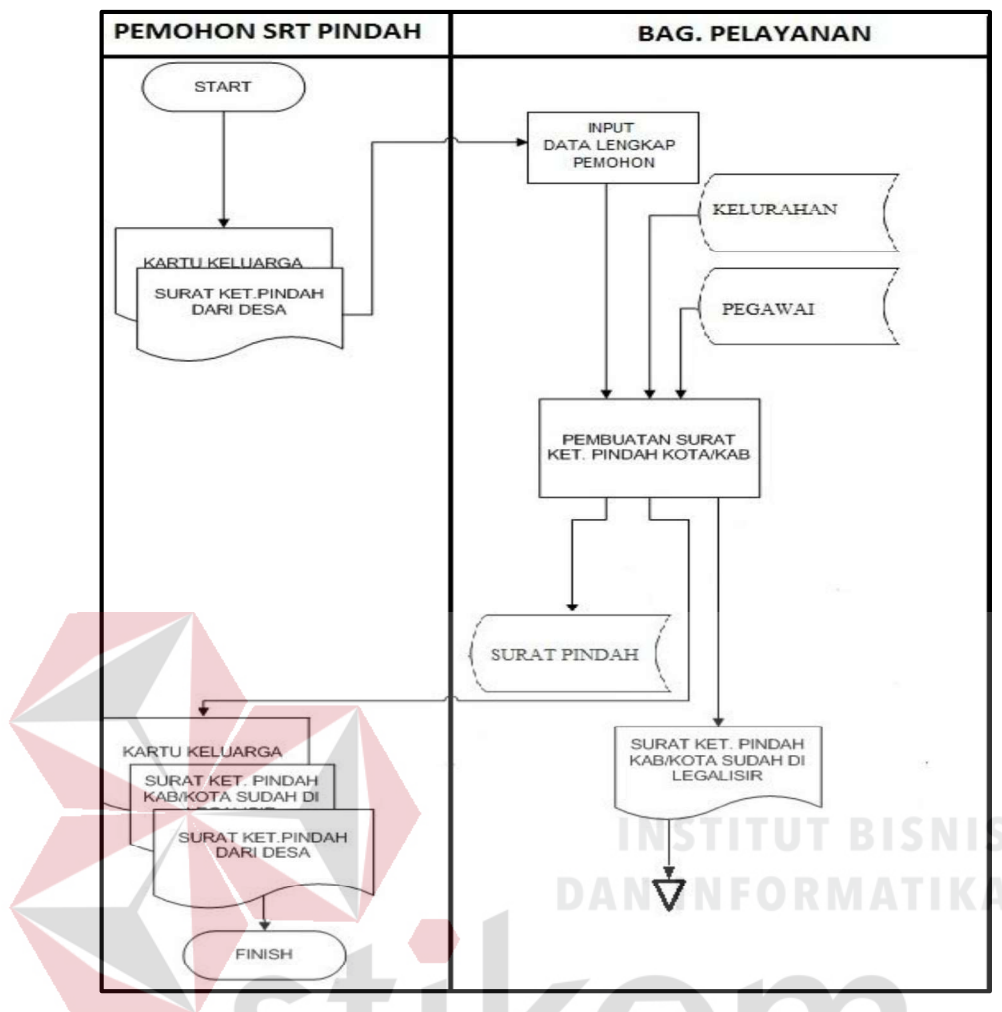 PEMOHON SRT PINDAH
BAG. PELAYANAN
START
INPUT
DATA LENGKAP
PEMOHON
KELURAHAN
KARTU KELUARGA
SURAT KET.PINDAH
DARI DESA
PEGAWAI
PEMBUATAN SURAT
KET. PINDAH KOTA/KAB
SURAT PINDAH
KARTU KELUARGA
SURAT KET. PINDAH
KAB/KOTA SUDAH DI
LEGALISIR
SURAT KET.PINDAH
DARI DESA
SURAT KET. PINDAH
KAB/KOTA SUDAH DI
LEGALISIR
FINISH
INSTITUT BISNIS
DAN INFORMATIKA
stikom